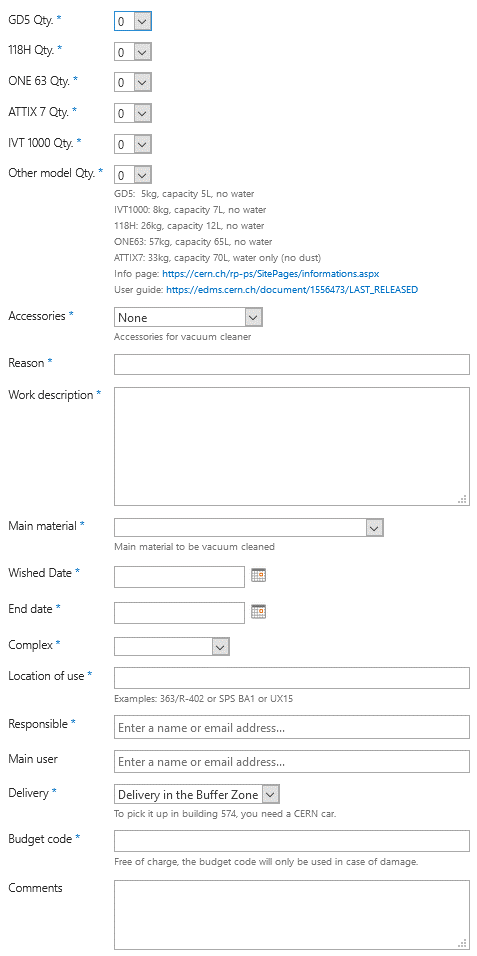 GD5 Qty. * 0
118H Qty. * 0
ONE 63 Qty. * 0
ATTIX 7 Qty. * 0
IVT 1000 Qty. * 0
Other model Qty. * 0
GD5:  5kg, capacity 5L, no water
IVT1000: 8kg, capacity 7L, no water
118H: 26kg, capacity 12L, no water
ONE63: 57kg, capacity 65L, no water
ATTIX7: 33kg, capacity 70L, water only (no dust)
Info page: https://cern.ch/rp-ps/SitePages/informations.aspx
User guide: https://edms.cern.ch/document/1556473/LAST_RELEASED
Accessories * None
Accessories for vacuum cleaner
Reason *
Work description *
Main material *
Main material to be vacuum cleaned
Wished Date *
End date *
Complex *
Location of use *
Examples: 363/R-402 or SPS BA1 or UX15
Responsible * Enter a name or email address...
Main user Enter a name or email address...
Delivery * Delivery in the Buffer Zone
To pick it up in building 574, you need a CERN car.
Budget code *
Free of charge, the budget code will only be used in case of damage.
Comments